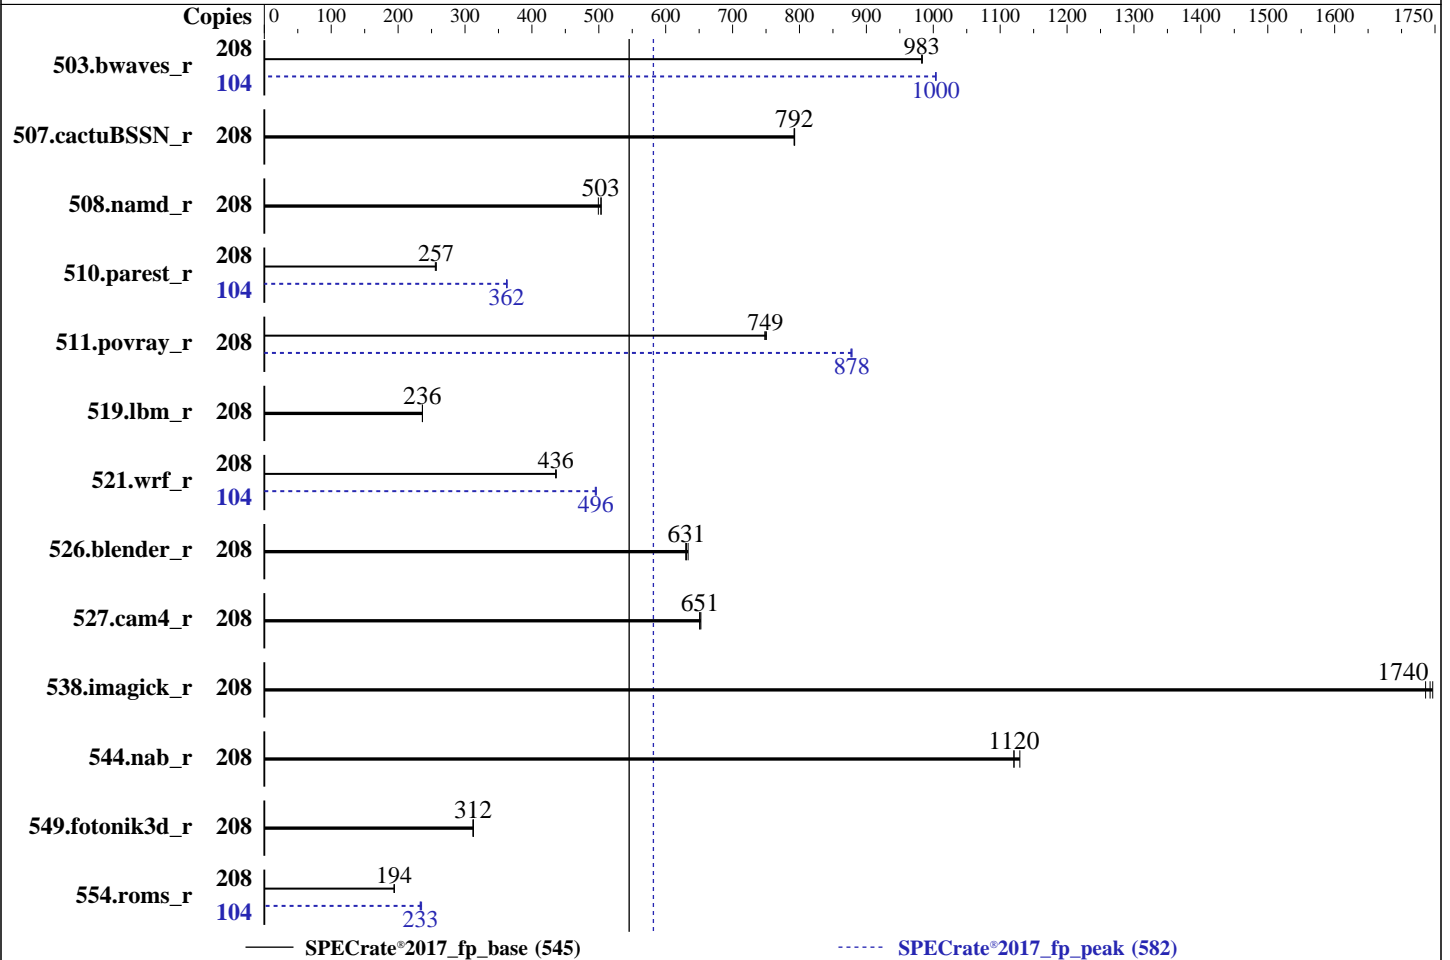 Copies 0 100 200 300 400 500 600 700 800 900 1000 1100 1200 1300 1400 1500 1600 1750
503.bwaves_r 208 983
104 1000
507.cactuBSSN_r 208 792
508.namd_r 208 503
510.parest_r 208 257
104 362
511.povray_r 208 749
878
519.lbm_r 208 236
521.wrf_r 208 436
104 496
526.blender_r 208 631
527.cam4_r 208 651
538.imagick_r 208 1740
544.nab_r 208 1120
549.fotonik3d_r 208 312
554.roms_r 208 194
104 233
SPECrate®2017_fp_base (545) SPECrate®2017_fp_peak (582)